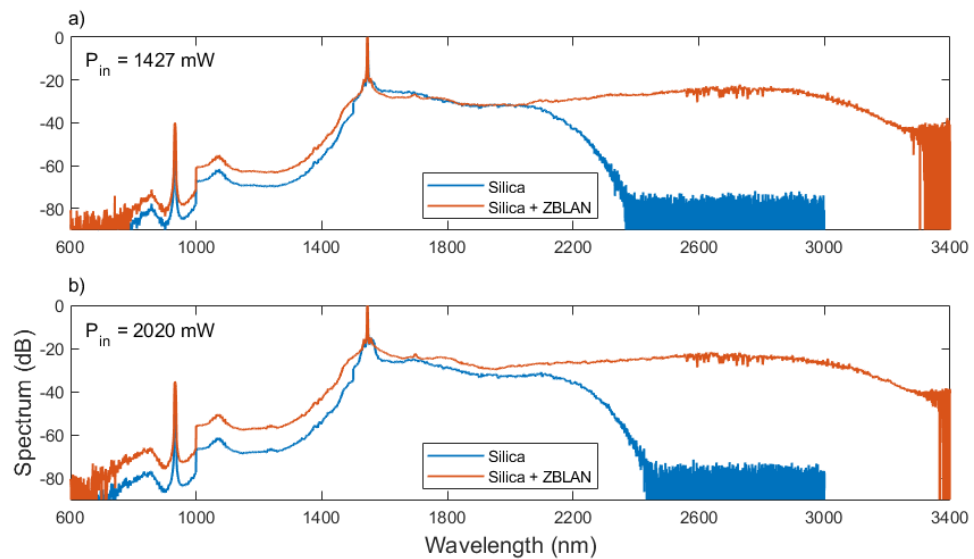 a)
0
P_in = 1427 mW
-20
-40
-60
Silica
Silica + ZBLAN
-80
600 1000 1400 1800 2200 2600 3000 3400
b)
0
P_in = 2020 mW
-20
-40
-60
Silica
Silica + ZBLAN
-80
600 1000 1400 1800 2200 2600 3000 3400
Spectrum (dB)
Wavelength (nm)